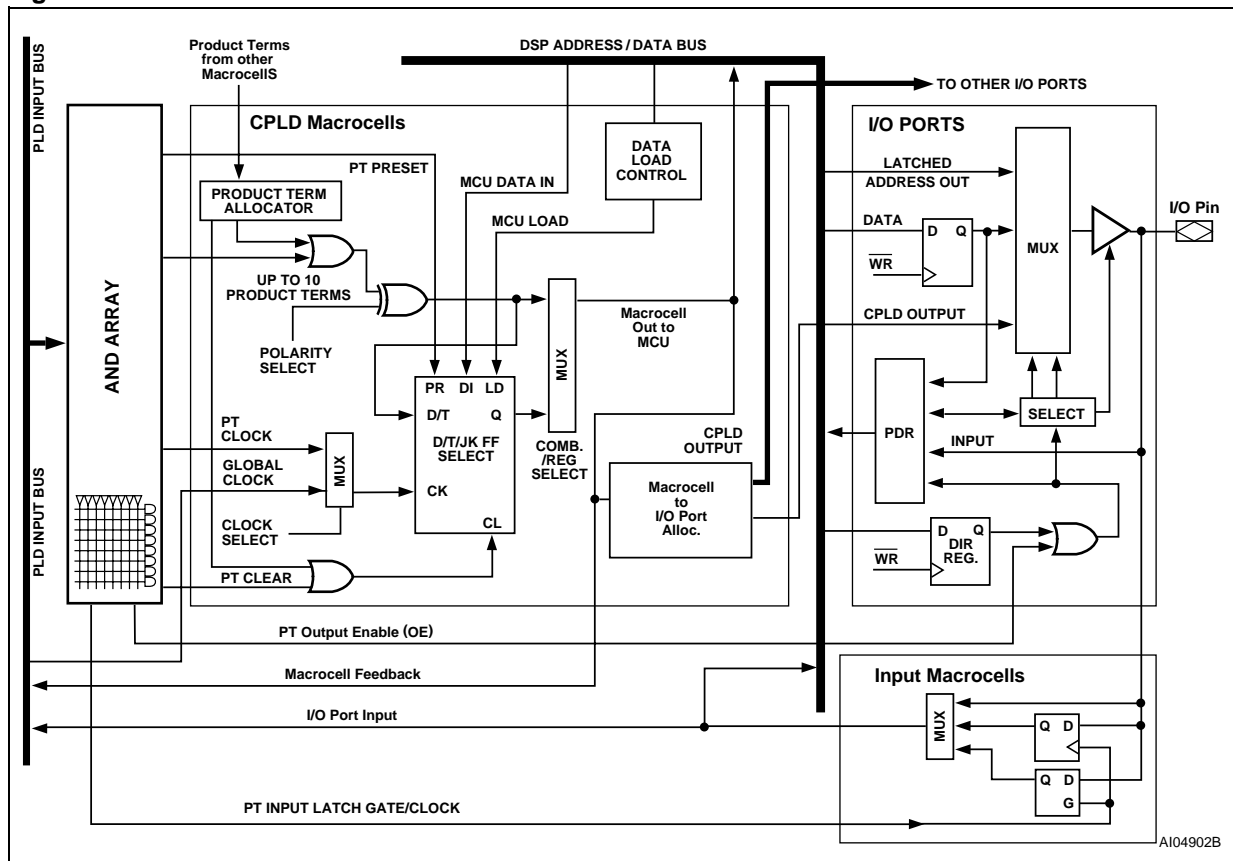 Product Terms
from other
MacrocellS
DSP ADDRESS / DATA BUS
TO OTHER I/O PORTS
PLD INPUT BUS
CPLD Macrocells
I/O PORTS
AND ARRAY
PT PRESET
PRODUCT TERM
ALLOCATOR
MCU DATA IN
MCU LOAD
DATA
LOAD
CONTROL
LATCHED
ADDRESS OUT
DATA
D
Q
WR
MUX
I/O Pin
UP TO 10
PRODUCT TERMS
POLARITY
SELECT
MUX
Macrocell
Out to
MCU
CPLD OUTPUT
PR
DI
LD
D/T
Q
D/T/JK FF
SELECT
CK
CL
COMB.
/REG
SELECT
CPLD
OUTPUT
PDR
SELECT
INPUT
PT
CLOCK
GLOBAL
CLOCK
MUX
CLOCK
SELECT
Macrocell
to
I/O Port
Alloc.
PLD INPUT BUS
PT CLEAR
D
Q
DIR
REG.
WR
PT Output Enable (OE)
Macrocell Feedback
I/O Port Input
Input Macrocells
MUX
Q
D
Q
D
G
PT INPUT LATCH GATE/CLOCK
AI04902B